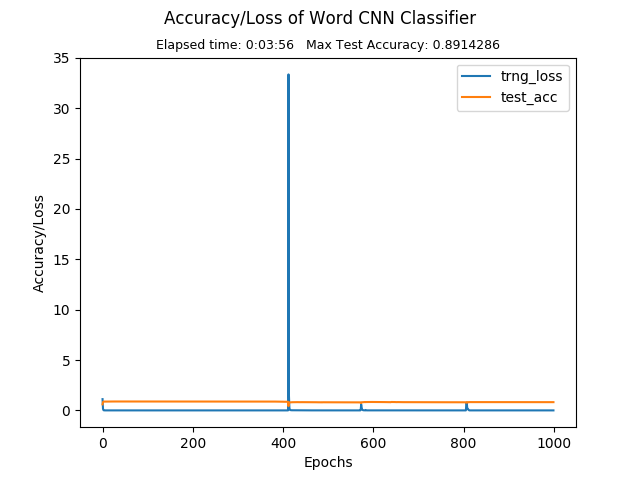 Accuracy/Loss of Word CNN Classifier
Elapsed time: 0:03:56 Max Test Accuracy: 0.8914286
35
30
25
20
15
10
5
0
Accuracy/Loss
trng_loss
test_acc
0 200 400 600 800 1000
Epochs